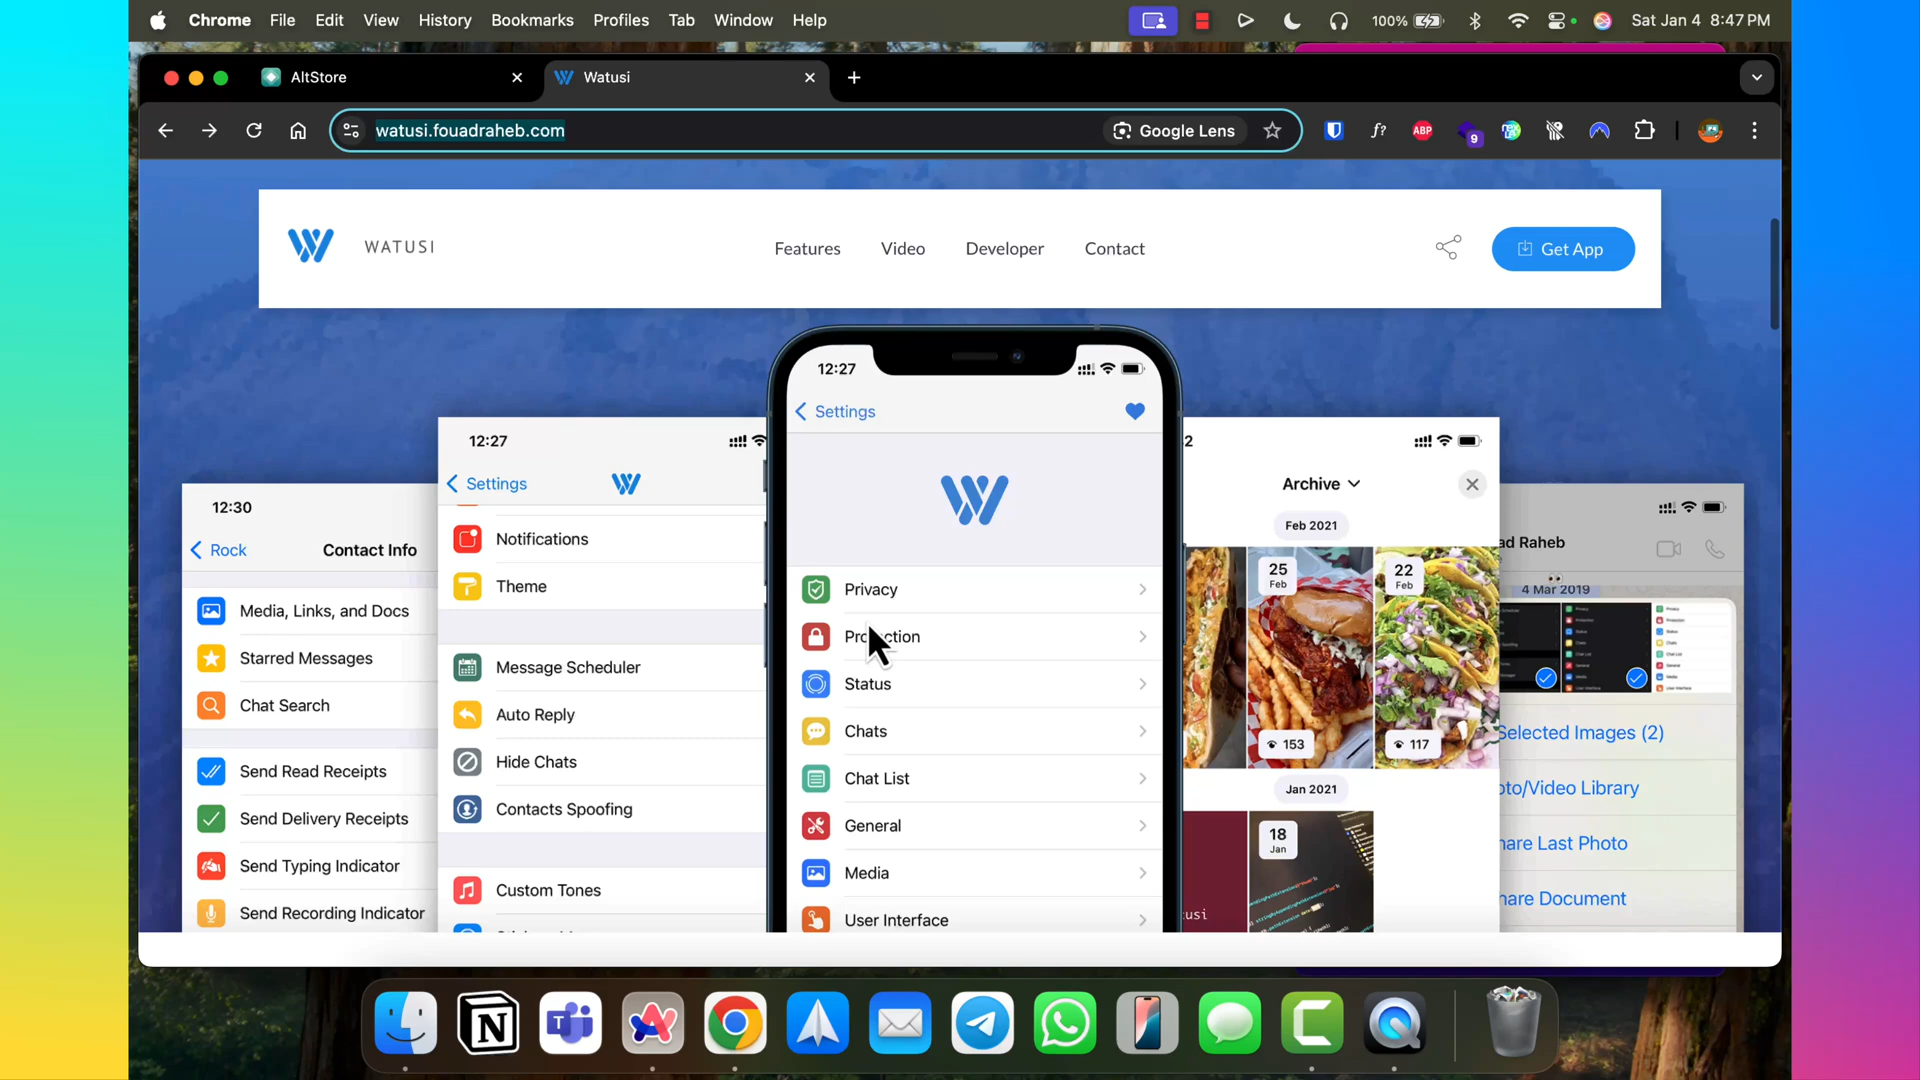 Chrome File Edit View History Bookmarks Profiles Tab Window Help 100% Sat Jan 4 8:47 PM
AltStore Watusi
watusi.fouadraheb.com Google Lens f? ABP 9
WATUSI Features Video Developer Contact Get App
12:30
Rock Contact Info
Media, Links, and Docs
Starred Messages
Chat Search
Send Read Receipts
Send Delivery Receipts
Send Typing Indicator
Send Recording Indicator
12:27
Settings
Notifications
Theme
Message Scheduler
Auto Reply
Hide Chats
Contacts Spoofing
Custom Tones
12:27
Settings
Privacy
Status
Chats
Chat List
General
Media
User Interface
2
Archive
Feb 2021
25 Feb
22 Feb
153
117
Jan 2021
18 Jan
usi
ad Raheb
4 Mar 2019
Selected Images (2)
oto/Video Library
hare Last Photo
hare Document